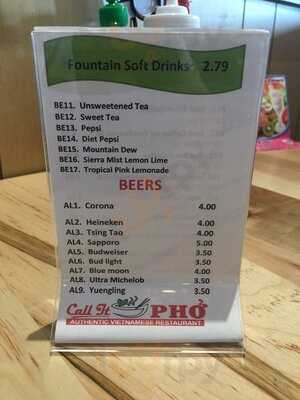 Fountain Soft Drinks- 2.79
BE11. Unsweetened Tea
BE12. Sweet Tea
BE13. Pepsi
BE14. Diet Pepsi
BE15. Mountain Dew
BE16. Sierra Mist Lemon Lime
BE17. Tropical Pink Lemonade
BEERS
AL1. Corona 4.00
AL2. Heineken 4.00
AL3. Tsing Tao 4.00
AL4. Sapporo 5.00
AL5. Budweiser 3.50
AL6. Bud light 3.50
AL7. Blue moon 4.00
AL8. Ultra Michelob 3.50
AL9. Yuengling 3.50
Call It PHỞ
AUTHENTIC VIETNAMESE RESTAURANT